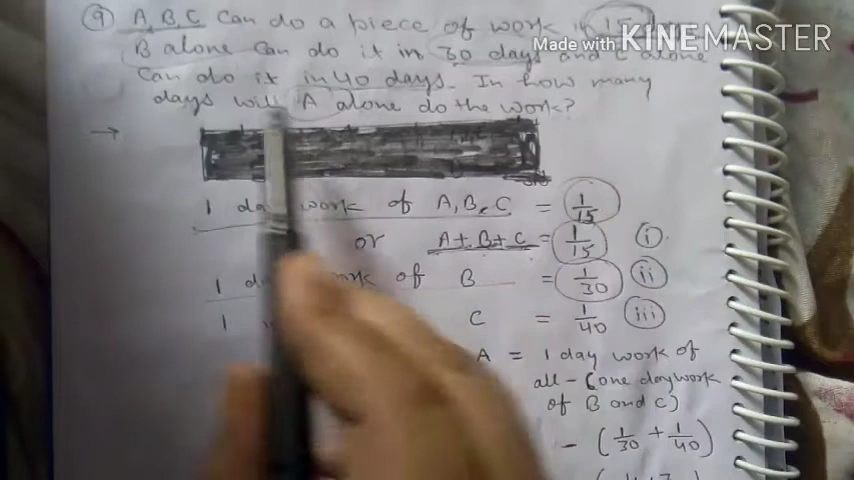 9 A, B, C can do a piece of work in 15 days
B alone can do it in 30 days and C alone
can do it in 40 days. In how many
days will A alone do the work?
Made with KINEMASTER
→
1 day work of A, B, C = 1/15
or A + B + C = 1/15 (i)
1 day work of B = 1/30 (ii)
1 C = 1/40 (iii)
A = 1 day work of
all - (one day work
of B and C)
- (1/30 + 1/40)